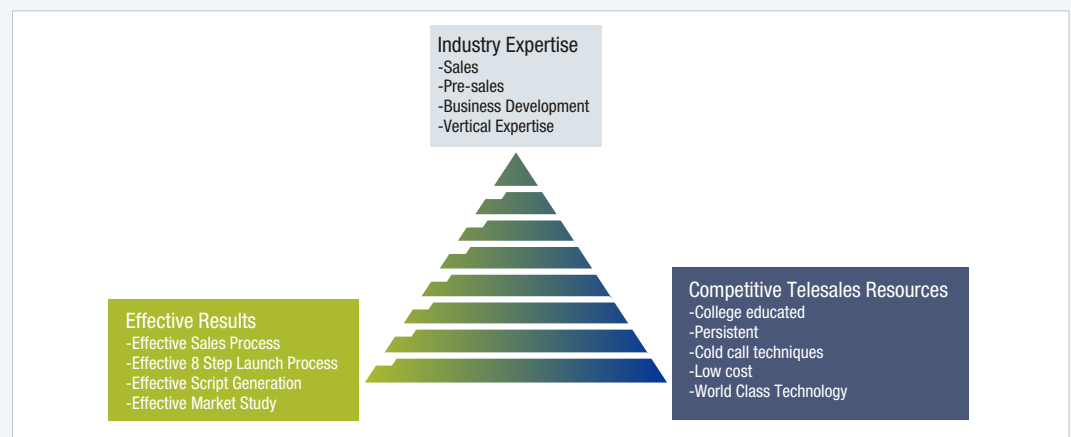 Industry Expertise
-Sales
-Pre-sales
-Business Development
-Vertical Expertise
Effective Results
-Effective Sales Process
-Effective 8 Step Launch Process
-Effective Script Generation
-Effective Market Study
Competitive Telesales Resources
-College educated
-Persistent
-Cold call techniques
-Low cost
-World Class Technology